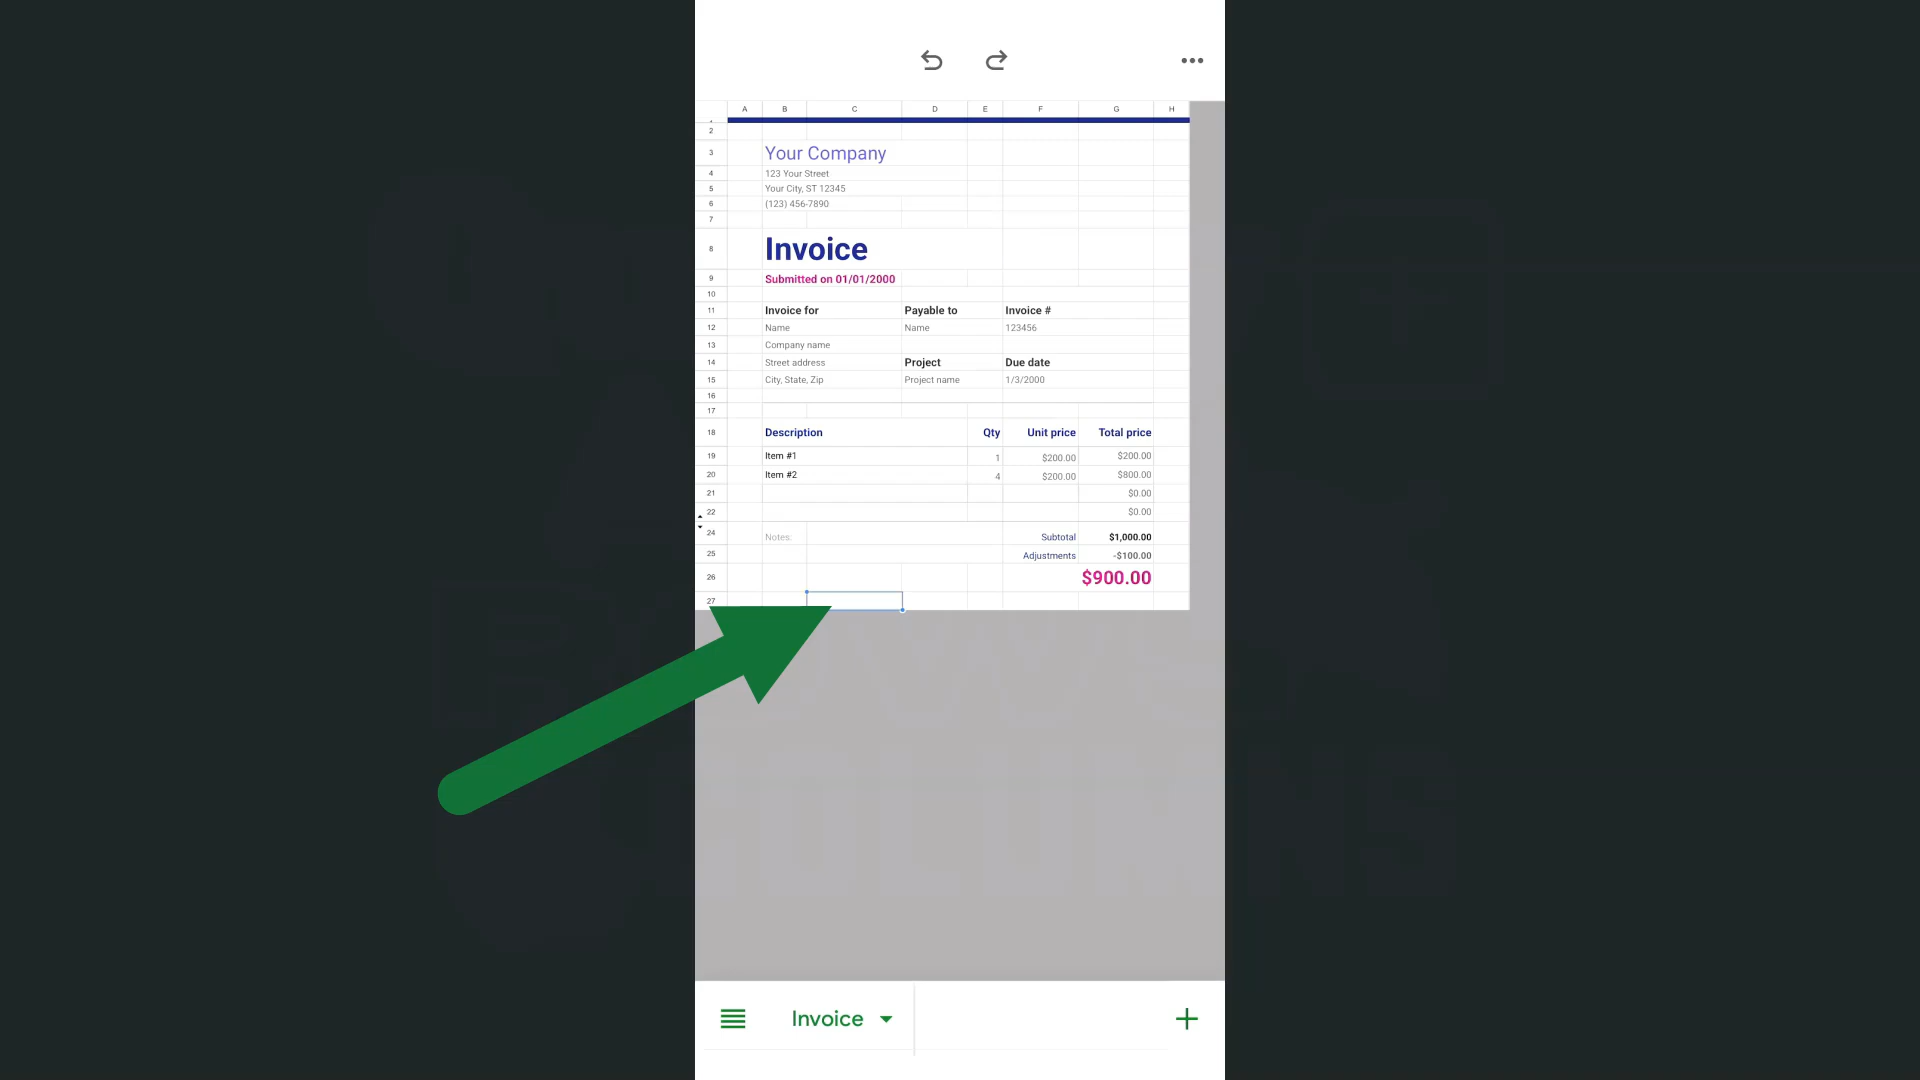 A B C D E F G H
2
3 Your Company
4 123 Your Street
5 Your City, ST 12345
6 (123) 456-7890
7
8 Invoice
9 Submitted on 01/01/2000
10
11 Invoice for Payable to Invoice #
12 Name Name 123456
13 Company name
14 Street address Project Due date
15 City, State, Zip Project name 1/3/2000
16
17
18 Description Qty Unit price Total price
19 Item #1 1 $200.00 $200.00
20 Item #2 4 $200.00 $800.00
21 $0.00
22 $0.00
24 Notes: Subtotal $1,000.00
25 Adjustments -$100.00
26 $900.00
27
Invoice